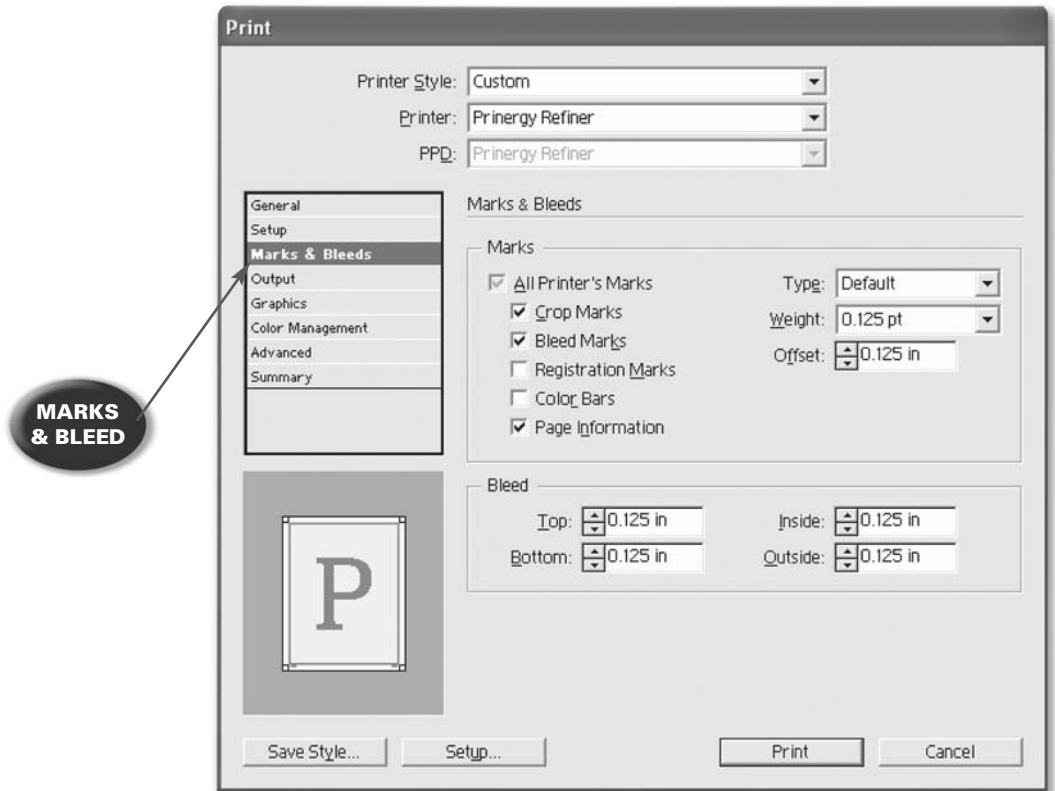 Print
Printer Style: Custom
Printer: Prinergy Refiner
PPD: Prinergy Refiner
General
Setup
Marks & Bleeds
Output
Graphics
Color Management
Advanced
Summary
MARKS
& BLEED
Marks & Bleeds
Marks
All Printer's Marks
Crop Marks
Bleed Marks
Registration Marks
Color Bars
Page Information
Type: Default
Weight: 0.125 pt
Offset: 0.125 in
Bleed
Top: 0.125 in Inside: 0.125 in
Bottom: 0.125 in Outside: 0.125 in
P
Save Style... Setup... Print Cancel